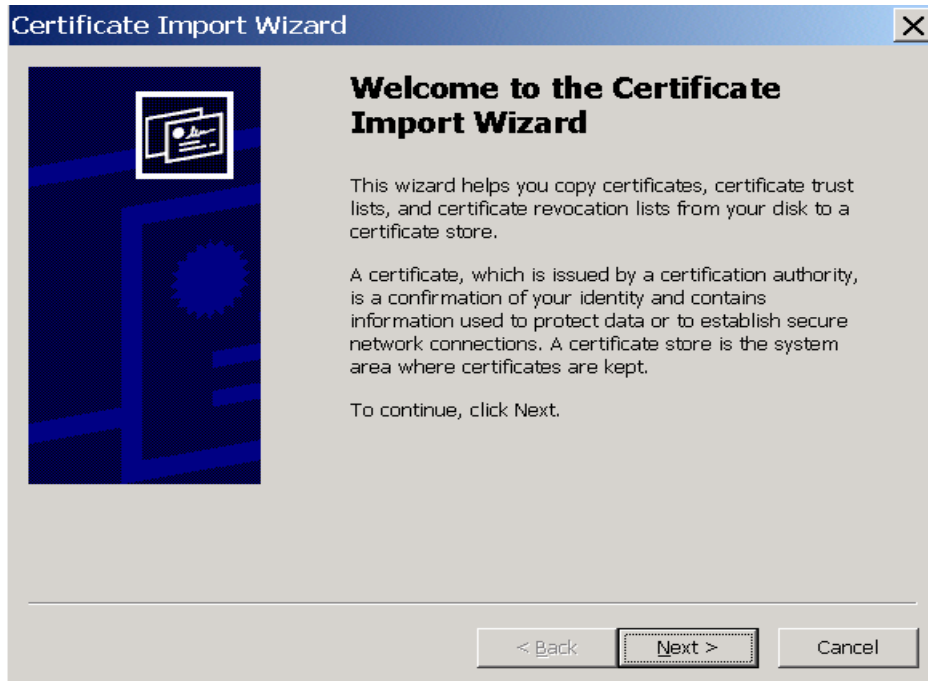 Certificate Import Wizard
Welcome to the Certificate
Import Wizard
This wizard helps you copy certificates, certificate trust
lists, and certificate revocation lists from your disk to a
certificate store.
A certificate, which is issued by a certification authority,
is a confirmation of your identity and contains
information used to protect data or to establish secure
network connections. A certificate store is the system
area where certificates are kept.
To continue, click Next.
< Back Next > Cancel